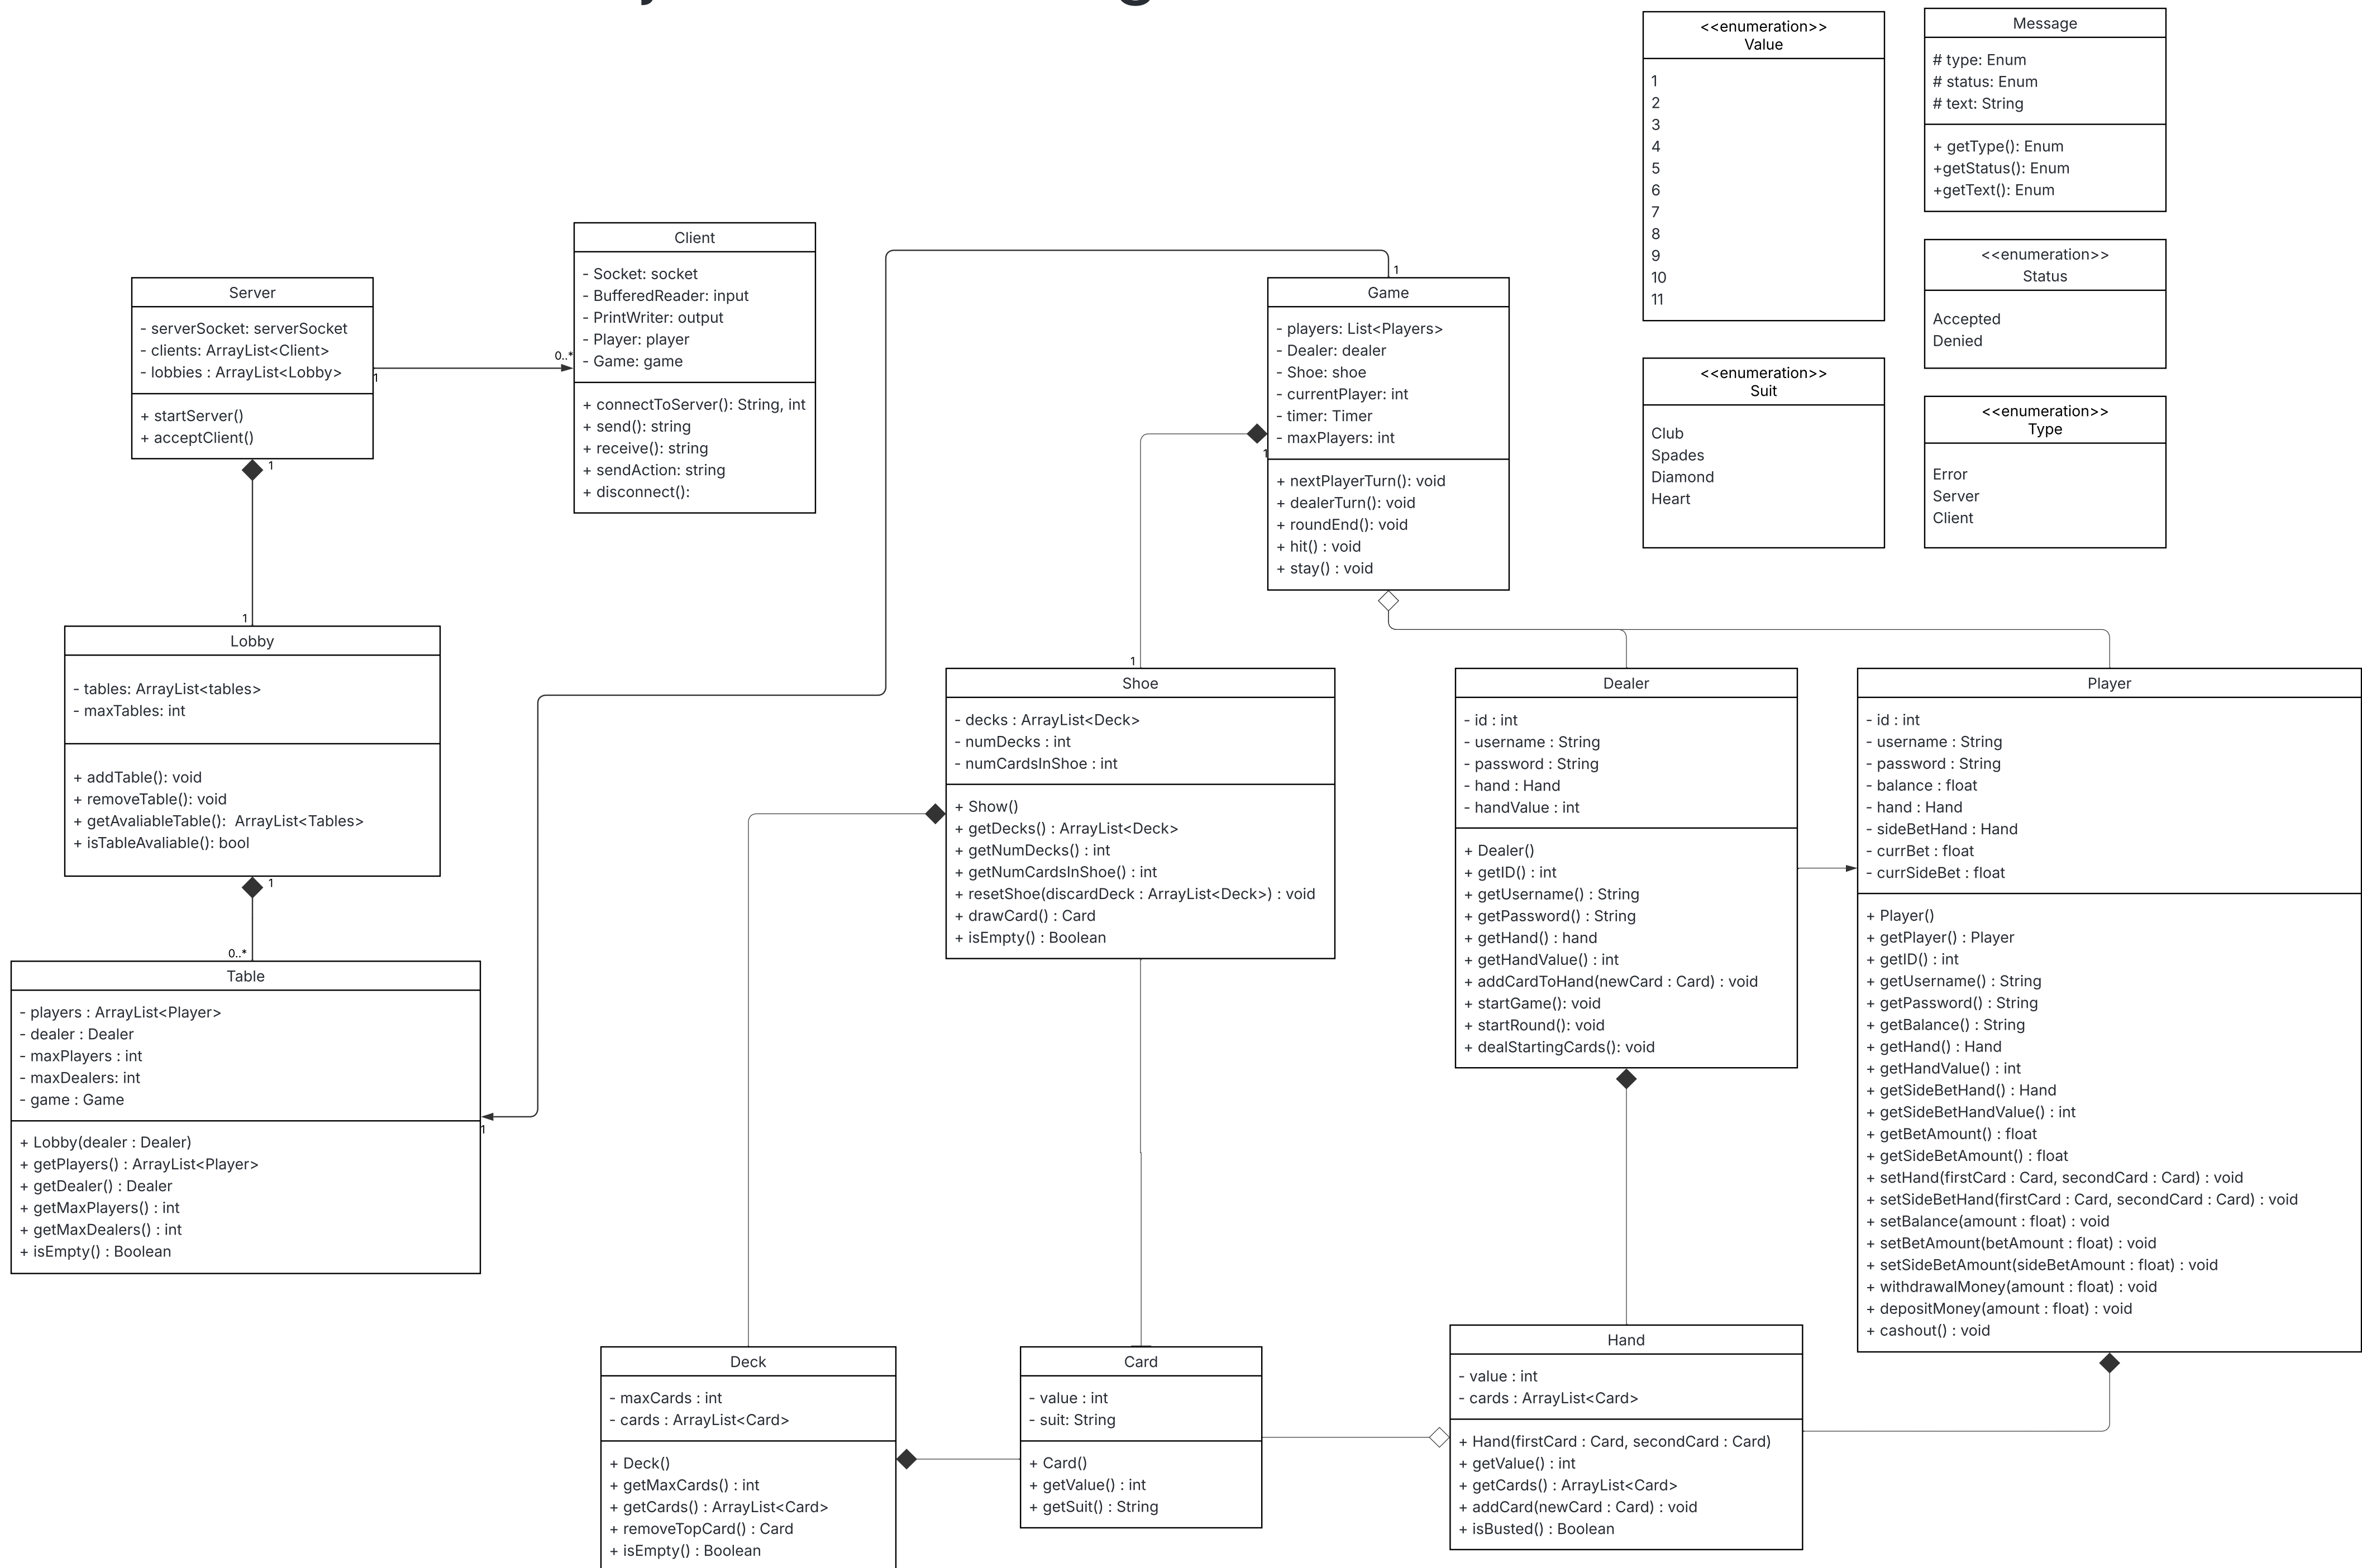 <<enumeration>>
Value
1
2
3
4
5
6
7
8
9
10
11
Message
# type: Enum
# status: Enum
# text: String
+ getType(): Enum
+getStatus(): Enum
+getText(): Enum
<<enumeration>>
Status
Accepted
Denied
<<enumeration>>
Suit
Club
Spades
Diamond
Heart
<<enumeration>>
Type
Error
Server
Client
Server
- serverSocket: serverSocket
- clients: ArrayList<Client>
- lobbies : ArrayList<Lobby>
+ startServer()
+ acceptClient()
1
0..*
Client
- Socket: socket
- BufferedReader: input
- PrintWriter: output
- Player: player
- Game: game
+ connectToServer(): String, int
+ send(): string
+ receive(): string
+ sendAction: string
+ disconnect():
1
Game
- players: List<Players>
- Dealer: dealer
- Shoe: shoe
- currentPlayer: int
- timer: Timer
- maxPlayers: int
+ nextPlayerTurn(): void
+ dealerTurn(): void
+ roundEnd(): void
+ hit() : void
+ stay() : void
1
1
1
1
Lobby
- tables: ArrayList<tables>
- maxTables: int
+ addTable(): void
+ removeTable(): void
+ getAvaliableTable():  ArrayList<Tables>
+ isTableAvaliable(): bool
1
0..*
Table
- players : ArrayList<Player>
- dealer : Dealer
- maxPlayers : int
- maxDealers: int
- game : Game
+ Lobby(dealer : Dealer)
+ getPlayers() : ArrayList<Player>
+ getDealer() : Dealer
+ getMaxPlayers() : int
+ getMaxDealers() : int
+ isEmpty() : Boolean
1
Shoe
- decks : ArrayList<Deck>
- numDecks : int
- numCardsInShoe : int
+ Show()
+ getDecks() : ArrayList<Deck>
+ getNumDecks() : int
+ getNumCardsInShoe() : int
+ resetShoe(discardDeck : ArrayList<Deck>) : void
+ drawCard() : Card
+ isEmpty() : Boolean
Dealer
- id : int
- username : String
- password : String
- hand : Hand
- handValue : int
+ Dealer()
+ getID() : int
+ getUsername() : String
+ getPassword() : String
+ getHand() : hand
+ getHandValue() : int
+ addCardToHand(newCard : Card) : void
+ startGame(): void
+ startRound(): void
+ dealStartingCards(): void
Player
- id : int
- username : String
- password : String
- balance : float
- hand : Hand
- sideBetHand : Hand
- currBet : float
- currSideBet : float
+ Player()
+ getPlayer() : Player
+ getID() : int
+ getUsername() : String
+ getPassword() : String
+ getBalance() : String
+ getHand() : Hand
+ getHandValue() : int
+ getSideBetHand() : Hand
+ getSideBetHandValue() : int
+ getBetAmount() : float
+ getSideBetAmount() : float
+ setHand(firstCard : Card, secondCard : Card) : void
+ setSideBetHand(firstCard : Card, secondCard : Card) : void
+ setBalance(amount : float) : void
+ setBetAmount(betAmount : float) : void
+ setSideBetAmount(sideBetAmount : float) : void
+ withdrawalMoney(amount : float) : void
+ depositMoney(amount : float) : void
+ cashout() : void
Deck
- maxCards : int
- cards : ArrayList<Card>
+ Deck()
+ getMaxCards() : int
+ getCards() : ArrayList<Card>
+ removeTopCard() : Card
+ isEmpty() : Boolean
Card
- value : int
- suit: String
+ Card()
+ getValue() : int
+ getSuit() : String
Hand
- value : int
- cards : ArrayList<Card>
+ Hand(firstCard : Card, secondCard : Card)
+ getValue() : int
+ getCards() : ArrayList<Card>
+ addCard(newCard : Card) : void
+ isBusted() : Boolean